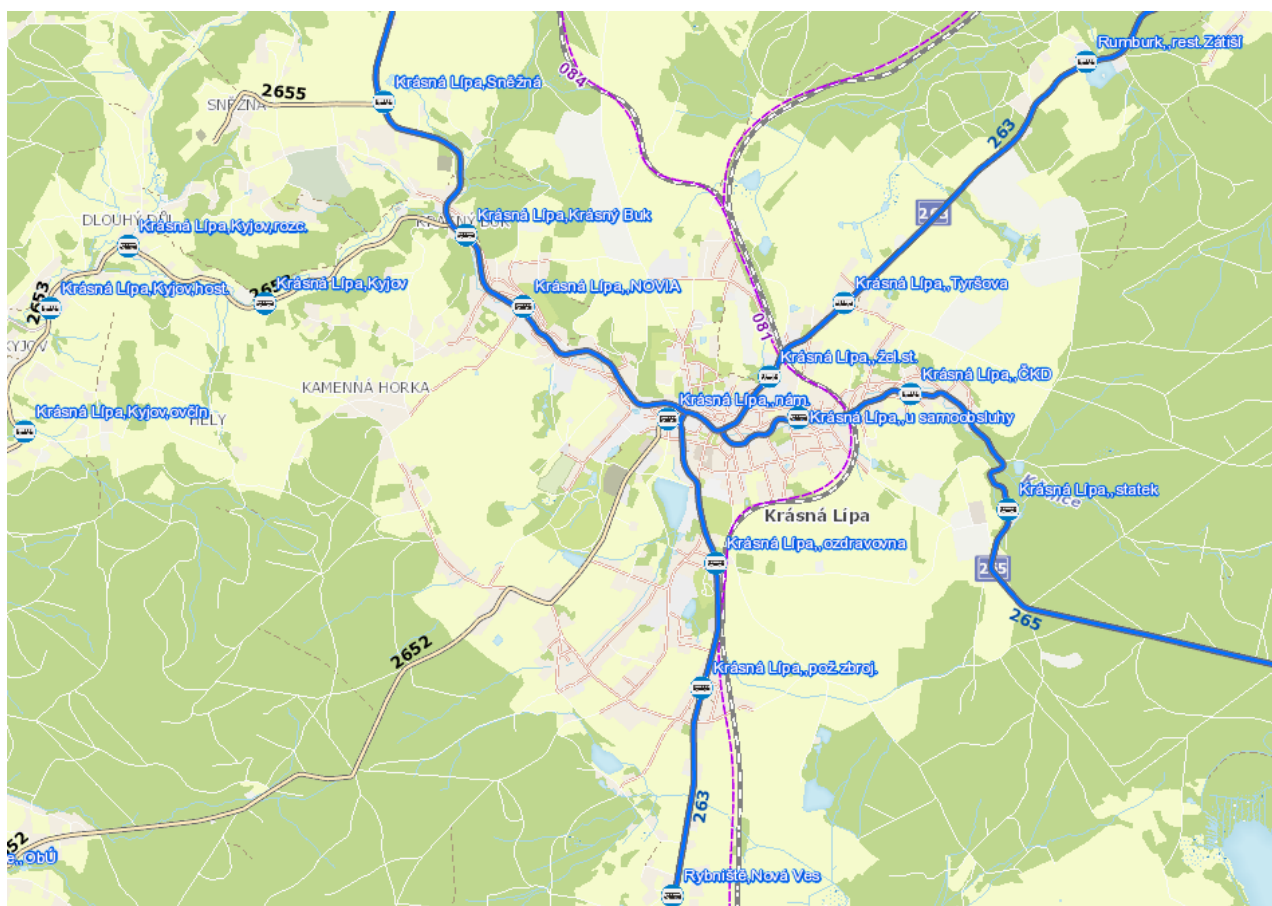 Rumburk,,rest.Zátiší
084
Krásná Lípa,Sněžná
2655
SNĚŽNÁ
263
263
DLOUHÝ DŮL
Krásná Lípa,Krásný Buk
Krásná Lípa,Kyjov,rozc.
Krásná Lípa,Kyjov,host.
Krásná Lípa,Kyjov
2653
Krásná Lípa,,NOVIA
Krásná Lípa,,Tyršova
081
KYJOV
Krásná Lípa,,žel.st.
Krásná Lípa,,ČKD
KAMENNÁ HORKA
Krásná Lípa,,nám.
Krásná Lípa,Kyjov,ovčín
Krásná Lípa,,u samoobsluhy
Krásná Lípa,,statek
Krásná Lípa
Krásná Lípa,,ozdravovna
265
265
2652
Krásná Lípa,,pož.zbroj.
263
52
e,,ObÚ
Rybniště,Nová Ves